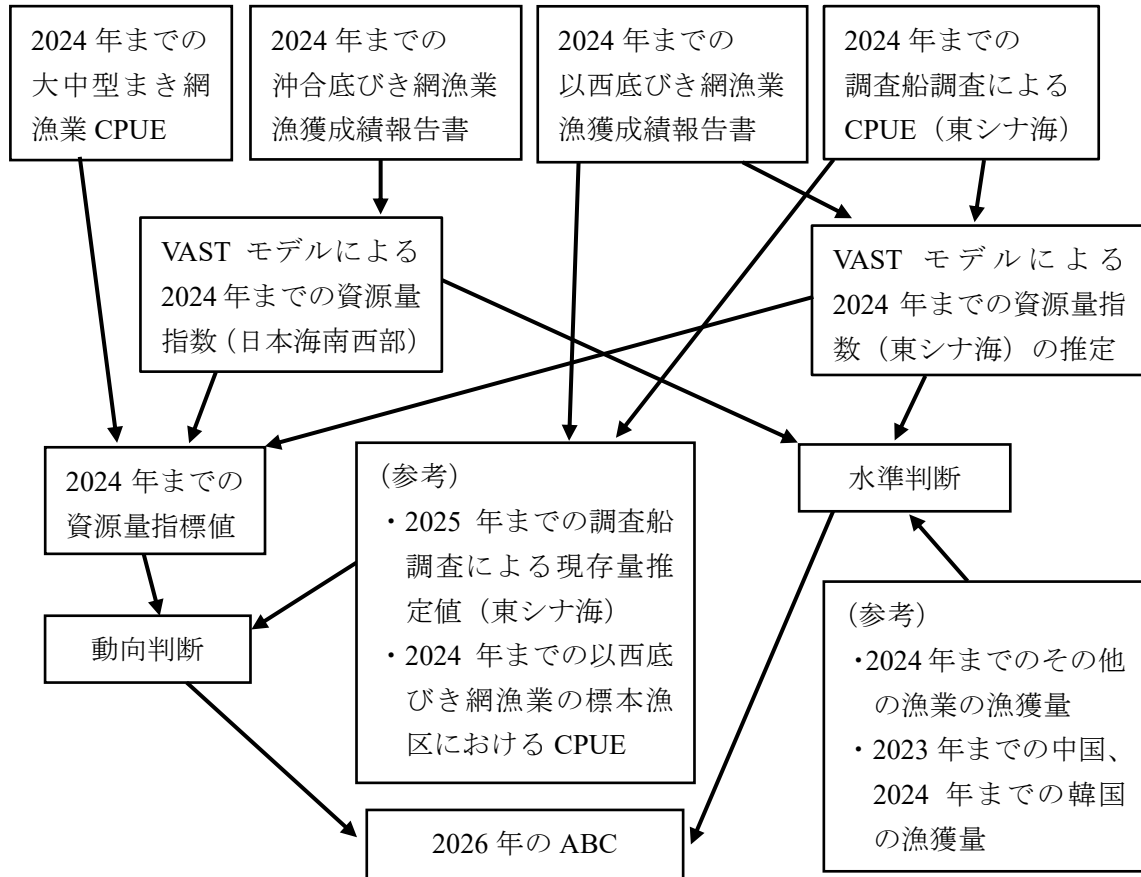 2024 年までの
大中型まき網
漁業 CPUE
2024 年までの
沖合底びき網漁業
漁獲成績報告書
2024 年までの
以西底びき網漁業
漁獲成績報告書
2024 年までの
調査船調査による
CPUE（東シナ海）
VAST モデルによる
2024 年までの資源量
指数（日本海南西部）
VAST モデルによる
2024 年までの資源量指
数（東シナ海）の推定
2024 年までの
資源量指標値
（参考）
・2025 年までの調査船
調査による現存量推
定値（東シナ海）
・2024 年までの以西底
びき網漁業の標本漁
区における CPUE
水準判断
動向判断
（参考）
・2024 年までのその他
の漁業の漁獲量
・2023 年までの中国、
2024 年までの韓国
の漁獲量
2026 年の ABC